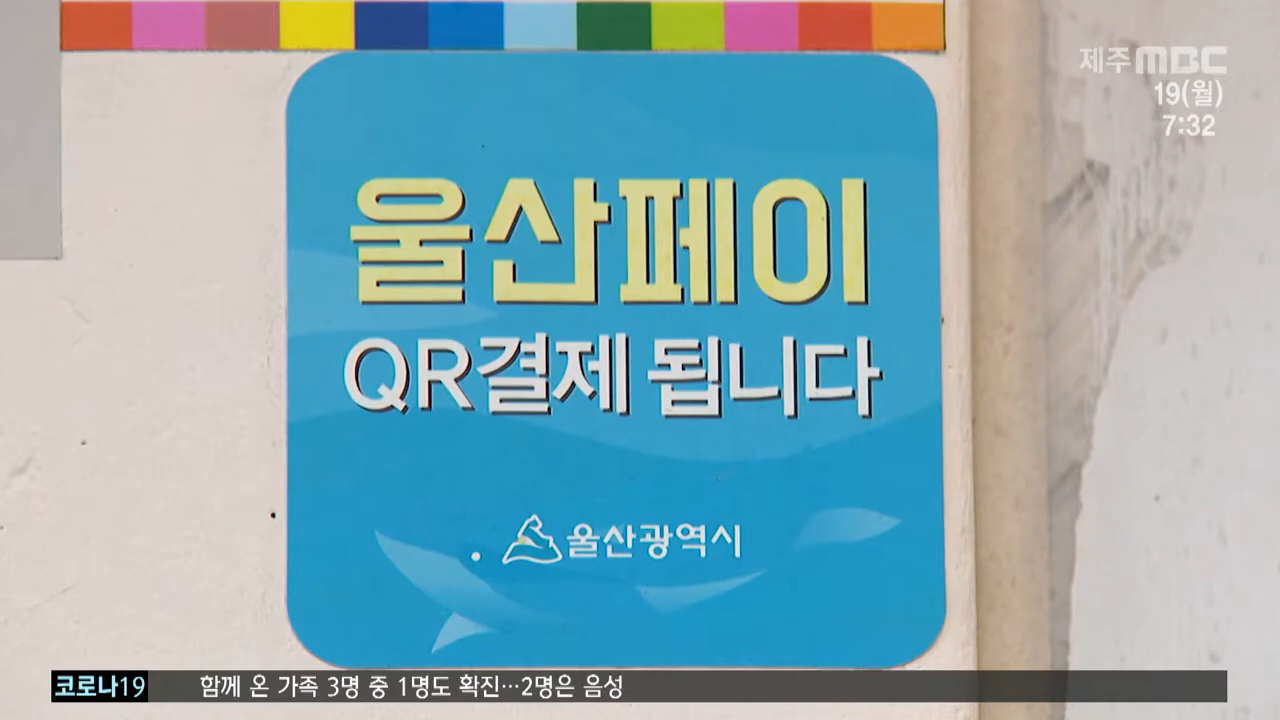 제주MBC
19(월)
7:32
울산페이
QR결제 됩니다
울산광역시
코로나19 함께 온 가족 3명 중 1명도 확진…2명은 음성